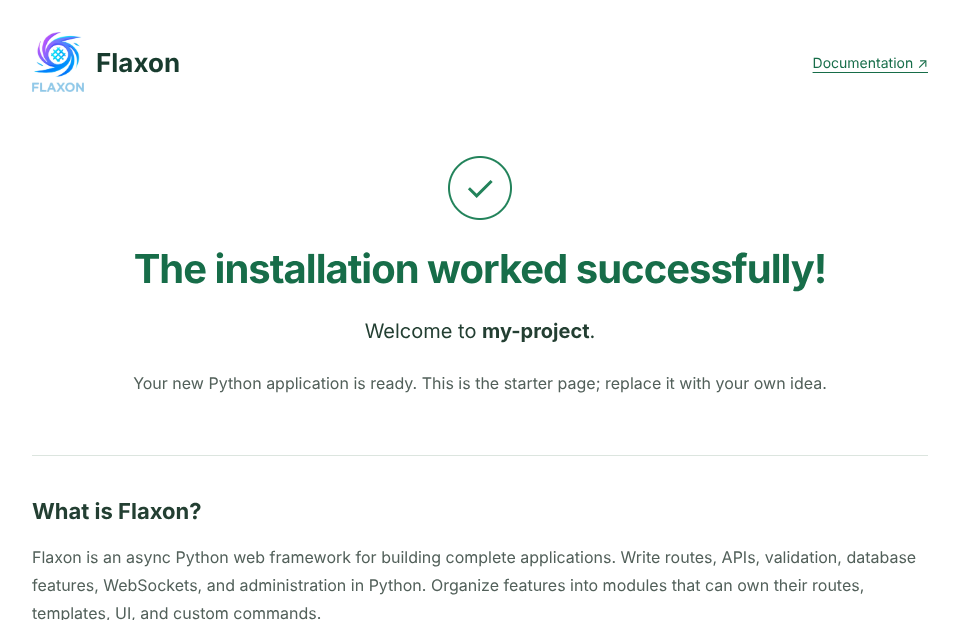 FLAXON
Flaxon
Documentation ↗
The installation worked successfully!
Welcome to my-project.
Your new Python application is ready. This is the starter page; replace it with your own idea.
What is Flaxon?
Flaxon is an async Python web framework for building complete applications. Write routes, APIs, validation, database
features, WebSockets, and administration in Python. Organize features into modules that can own their routes,
templates, UI, and custom commands.